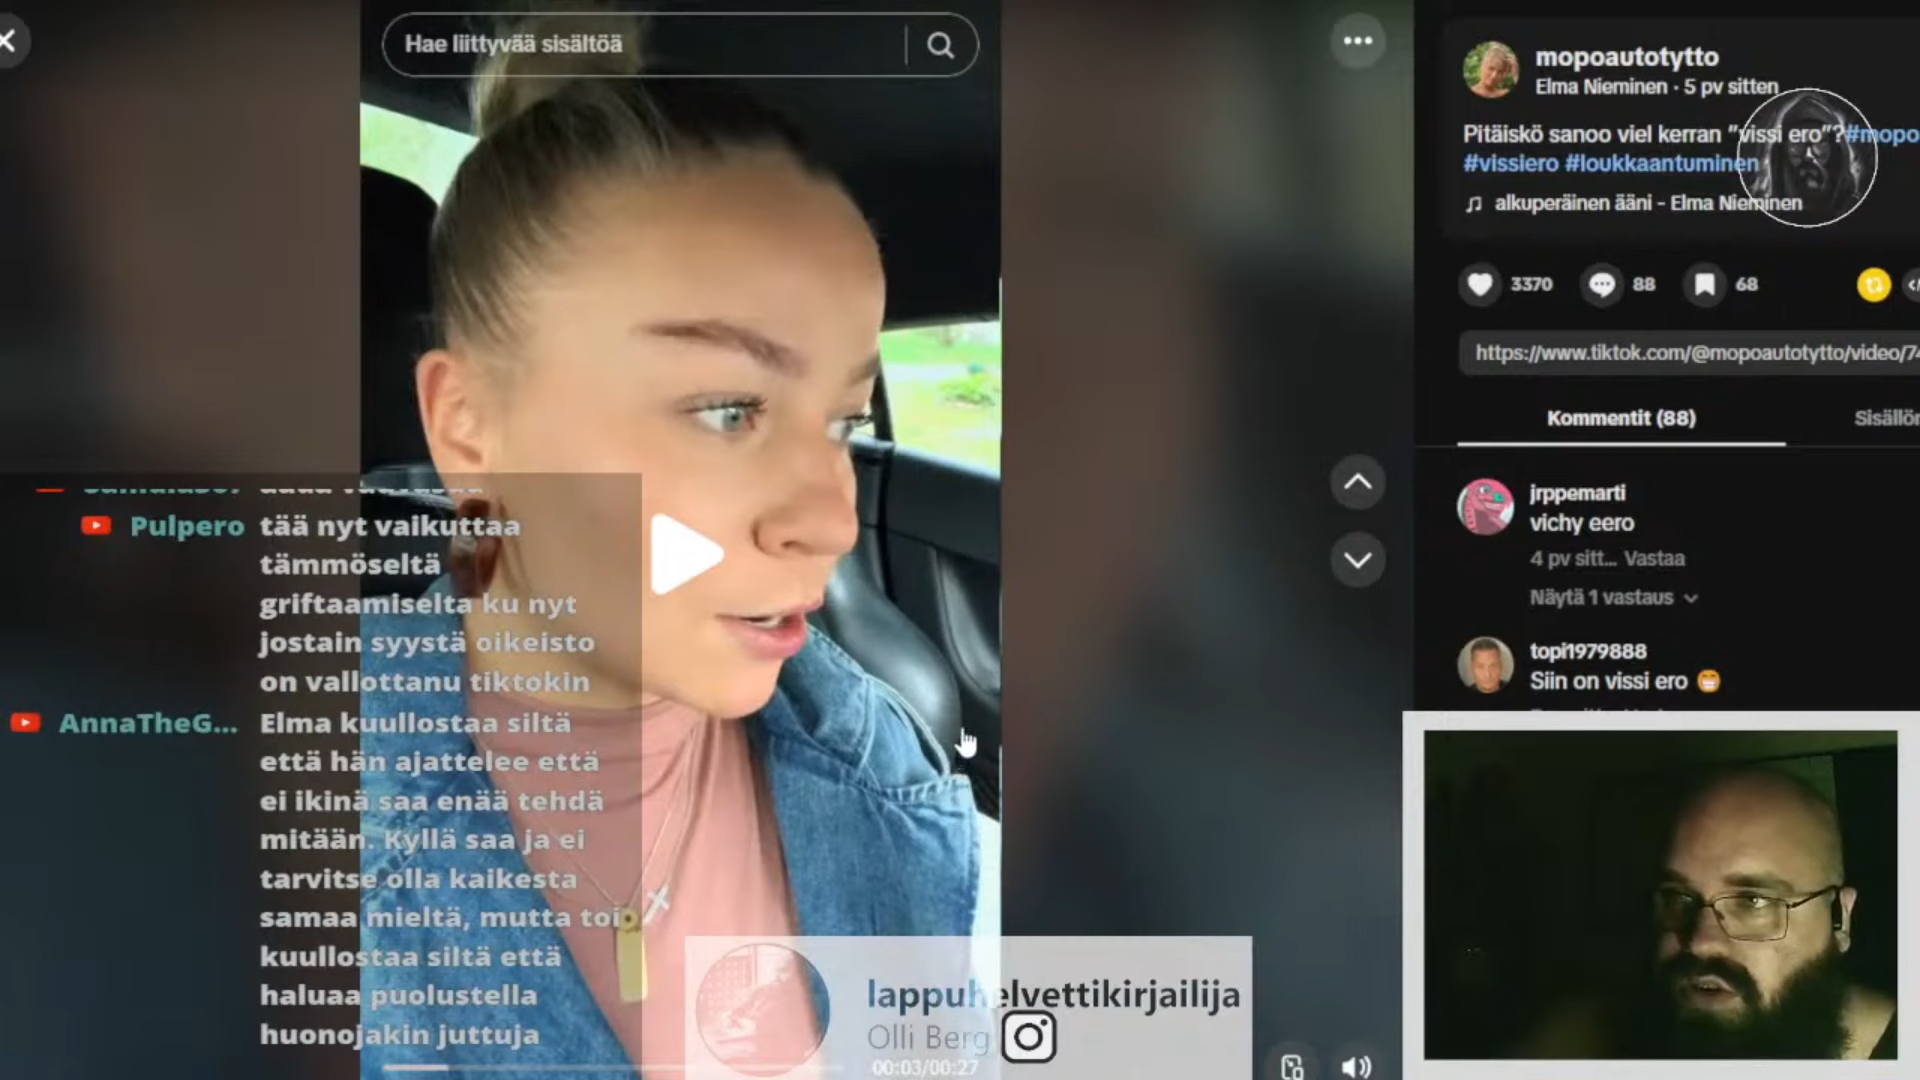 Hae liittyvää sisältöä
mopoautotytto
Elma Nieminen · 5 pv sitten
Pitäiskö sanoo viel kerran "vissi ero"?#mopo
#vissiero #loukkaantuminen
alkuperäinen ääni - Elma Nieminen
3370
88
68
https://www.tiktok.com/@mopoautotytto/video/74
Kommentit (88)
jrppemarti
vichy eero
4 pv sitt... Vastaa
Näytä 1 vastaus
topi1979888
Siin on vissi ero 😁
Pulpero tää nyt vaikuttaa
tämmöseltä
griftaamiselta ku nyt
jostain syystä oikeisto
on vallottanu tiktokin
AnnaTheG... Elma kuullostaa siltä
että hän ajattelee että
ei ikinä saa enää tehdä
mitään. Kyllä saa ja ei
tarvitse olla kaikesta
samaa mieltä, mutta toi
kuullostaa siltä että
haluaa puolustella
huonojakin juttuja
lappuhelvettikirjailija
Olli Berg
00:03/00:27